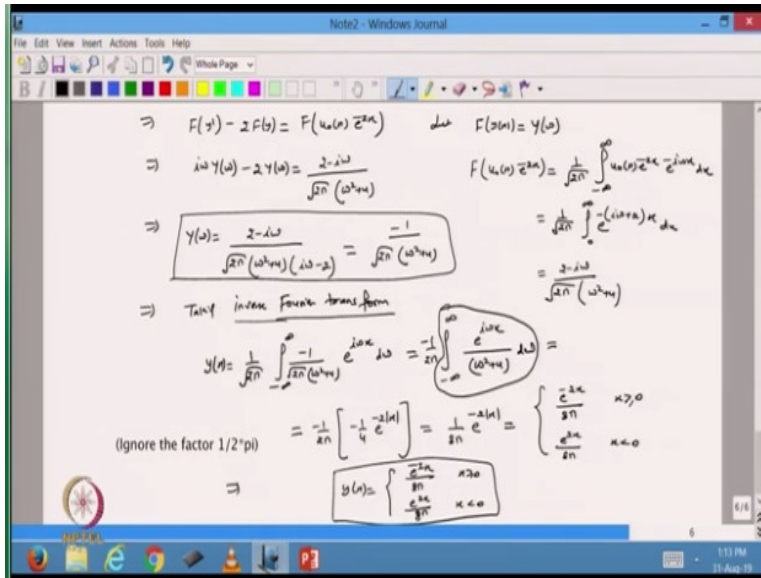 Note2 - Windows Journal
File Edit View Insert Actions Tools Help
Whole Page
B I
⇒ F(y') - 2F(y) = F(u₀(x) e^{-2x}) Let F(y(x)) = Y(ω)
⇒ iω Y(ω) - 2Y(ω) = (2-iω)/(√2π (ω²+4)) F(u₀(x) e^{-2x}) = 1/√2π ∫_{-∞}^{∞} u₀(x) e^{-2x} e^{-iωx} dx
⇒ Y(ω) = (2-iω)/(√2π (ω²+4)(iω-2)) = -1/(√2π (ω²+4)) = 1/√2π ∫_0^∞ e^{-(iω+2)x} dx
= (2-iω)/(√2π (ω²+4))
⇒ Taking inverse Fourier transform
y(x) = 1/√2π ∫_{-∞}^{∞} -1/(√2π (ω²+4)) e^{iωx} dω = -1/2π ∫_{-∞}^{∞} e^{iωx}/(ω²+4) dω =
= -1/2π [-1/4 e^{-2|x|}] = 1/8π e^{-2|x|} = { e^{-2x}/8π x≥0
e^{2x}/8π x<0
(Ignore the factor 1/2*pi)
⇒ y(x) = { e^{-2x}/8π x≥0
e^{2x}/8π x<0
NPTEL
6/6
6
1:13 PM
31-Aug-19